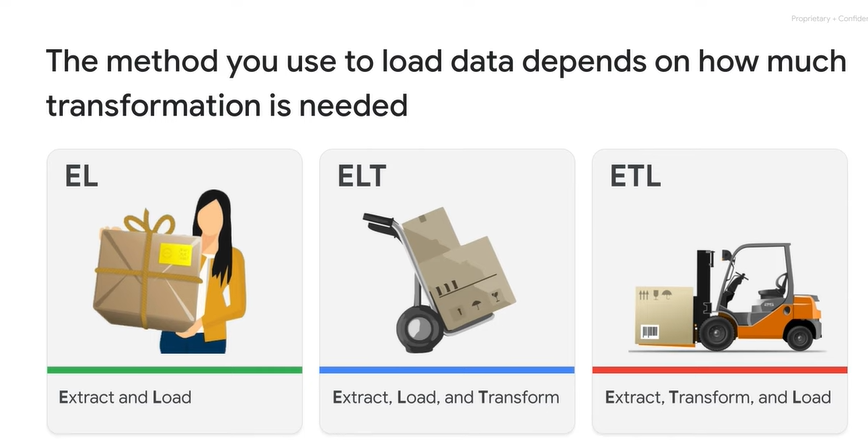 Proprietary + Confiden
The method you use to load data depends on how much
transformation is needed
EL
ELT
ETL
Extract and Load
Extract, Load, and Transform
Extract, Transform, and Load